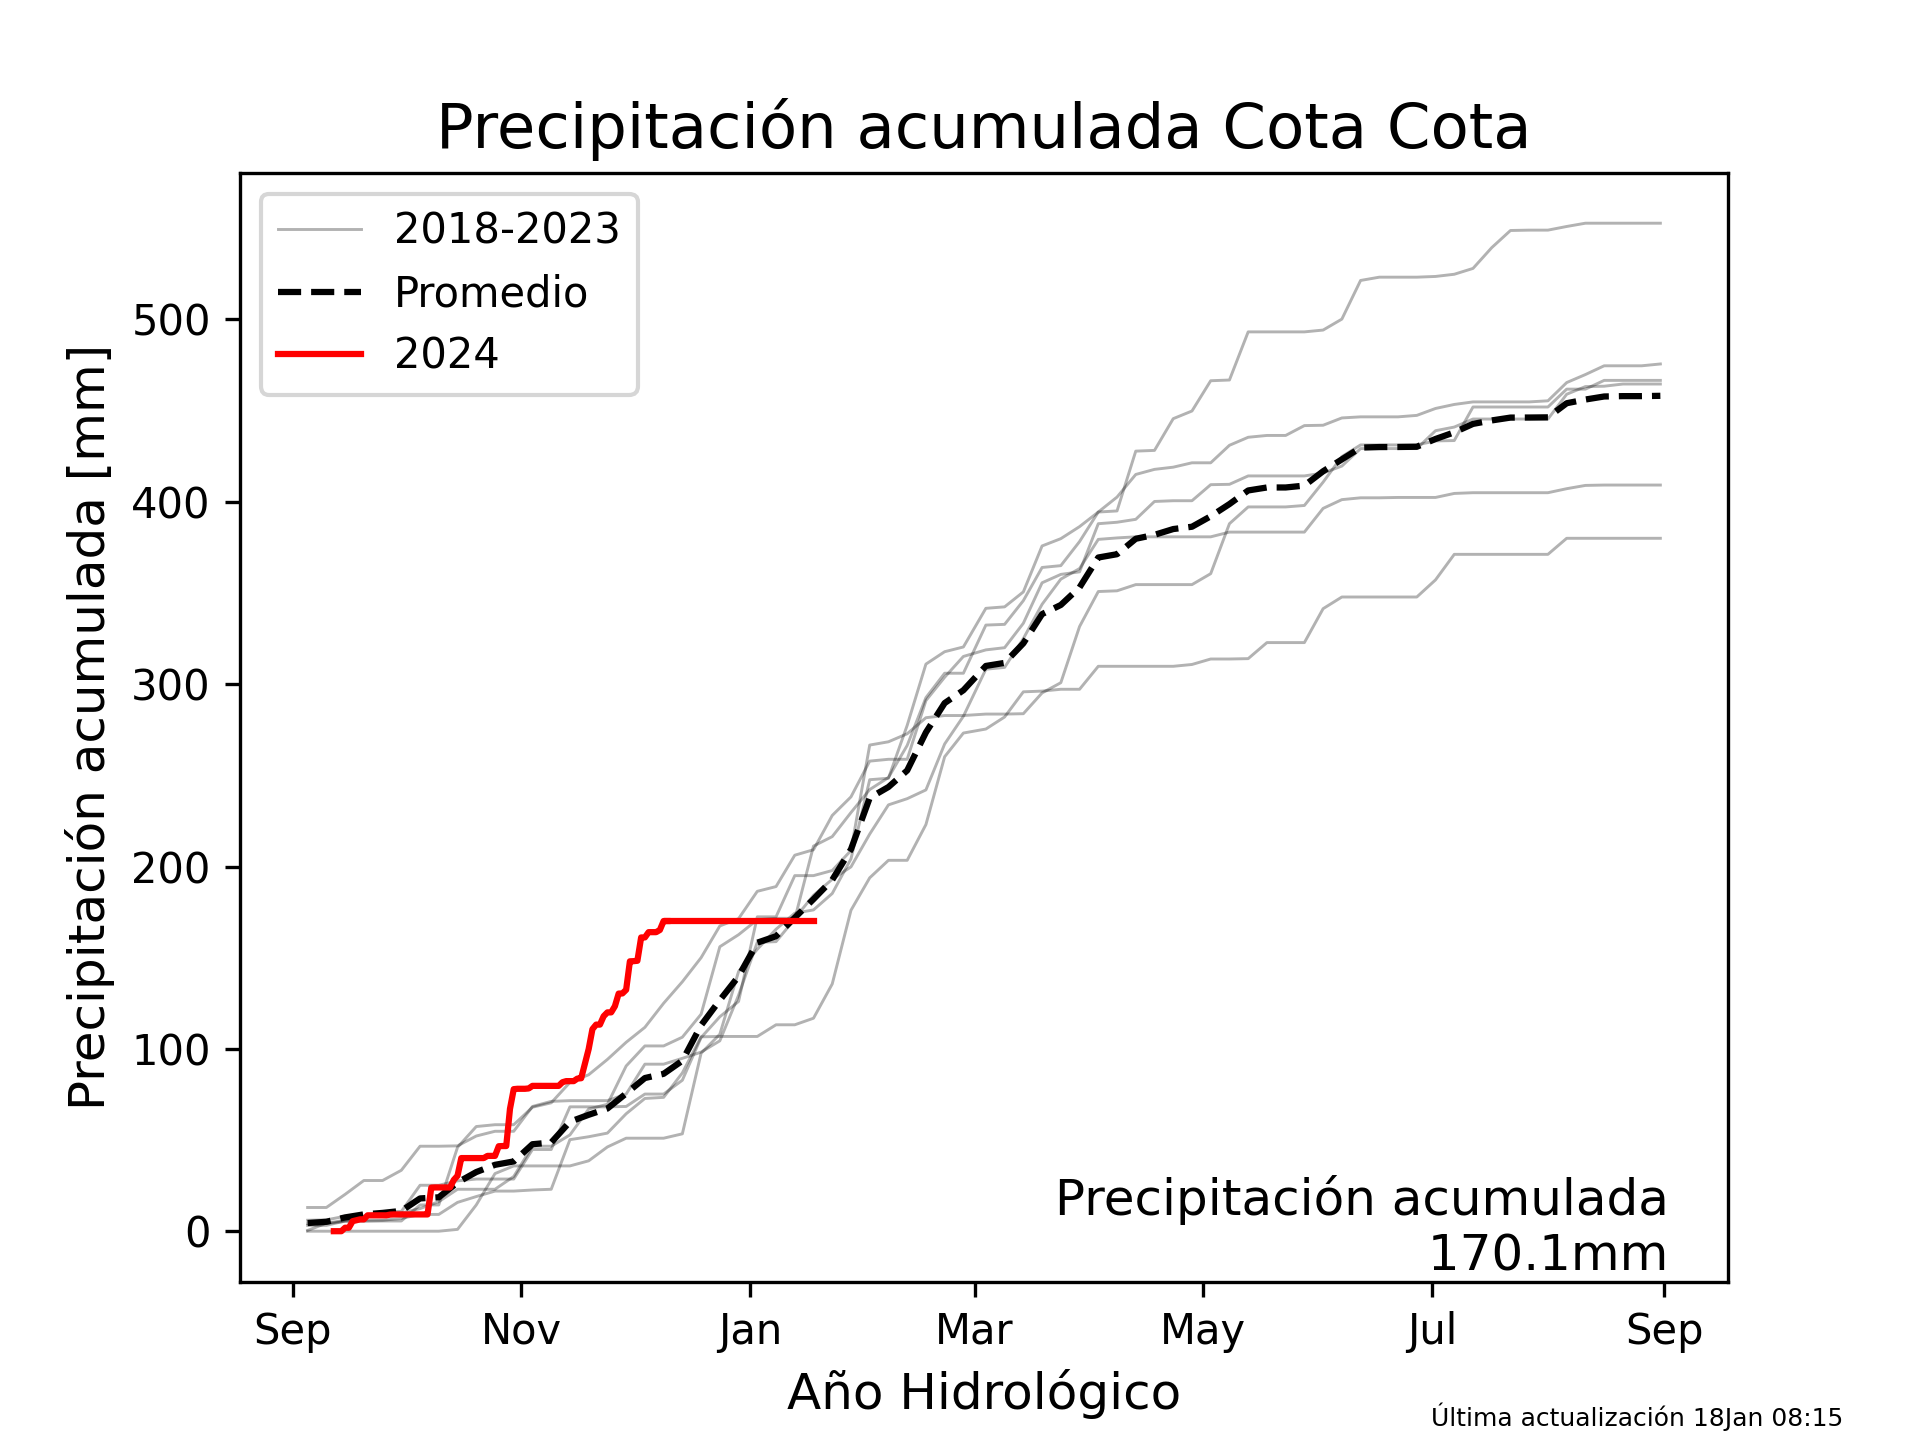 Precipitación acumulada Cota Cota
2018-2023
Promedio
2024
Precipitación acumulada [mm]
500
400
300
200
100
0
Precipitación acumulada
170.1mm
Sep Nov Jan Mar May Jul Sep
Año Hidrológico
Última actualización 18Jan 08:15